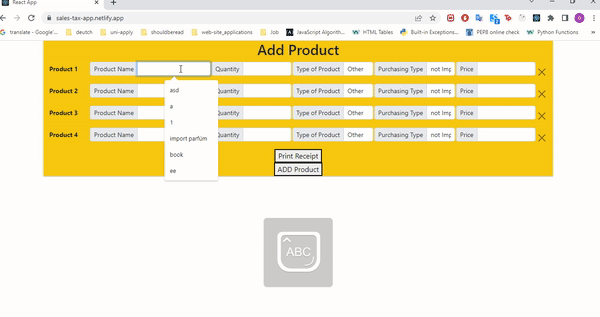 React App
sales-tax-app.netlify.app
translate - Google'... deutch uni-apply shouldberead web-site_applications Job JavaScript Algorith... HTML Tables Built-in Exceptions... PEP8 online check To Python Functions
Add Product
Product 1 Product Name Quantity Type of Product Other Purchasing Type not Imp Price
asd
Product 2 Product Name Quantity Type of Product Other Purchasing Type not Imp Price
a
Product 3 Product Name Quantity Type of Product Other Purchasing Type not Imp Price
1
Product 4 Product Name Quantity Type of Product Other Purchasing Type not Imp Price
import parfüm
book
ee
Print Receipt
ADD Product
ABC